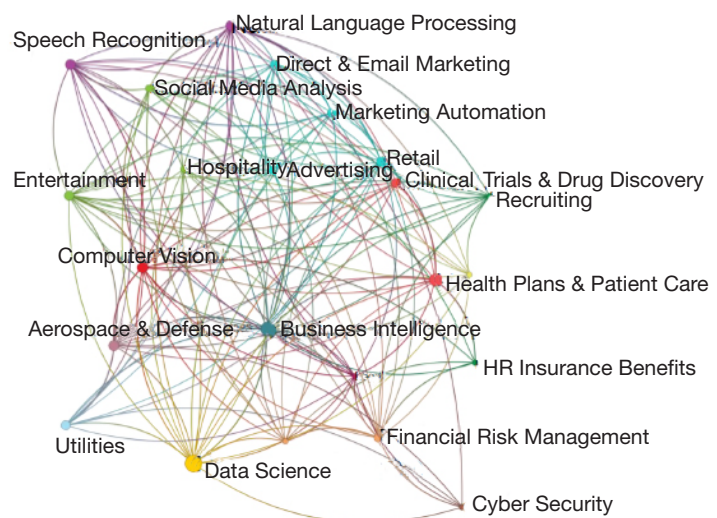 Natural Language Processing
Speech Recognition
Direct & Email Marketing
Social Media Analysis
Marketing Automation
Retail
Hospitality
Advertising
Entertainment
Clinical Trials & Drug Discovery
Recruiting
Computer Vision
Health Plans & Patient Care
Aerospace & Defense
Business Intelligence
HR Insurance Benefits
Utilities
Financial Risk Management
Data Science
Cyber Security